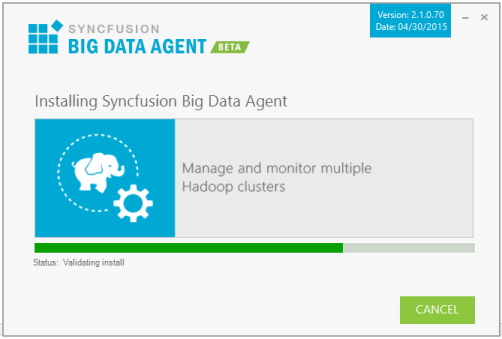 SYNCFUSION
BIG DATA AGENT BETA
Version: 2.1.0.70
Date: 04/30/2015
Installing Syncfusion Big Data Agent
Manage and monitor multiple
Hadoop clusters
Status: Validating install
CANCEL